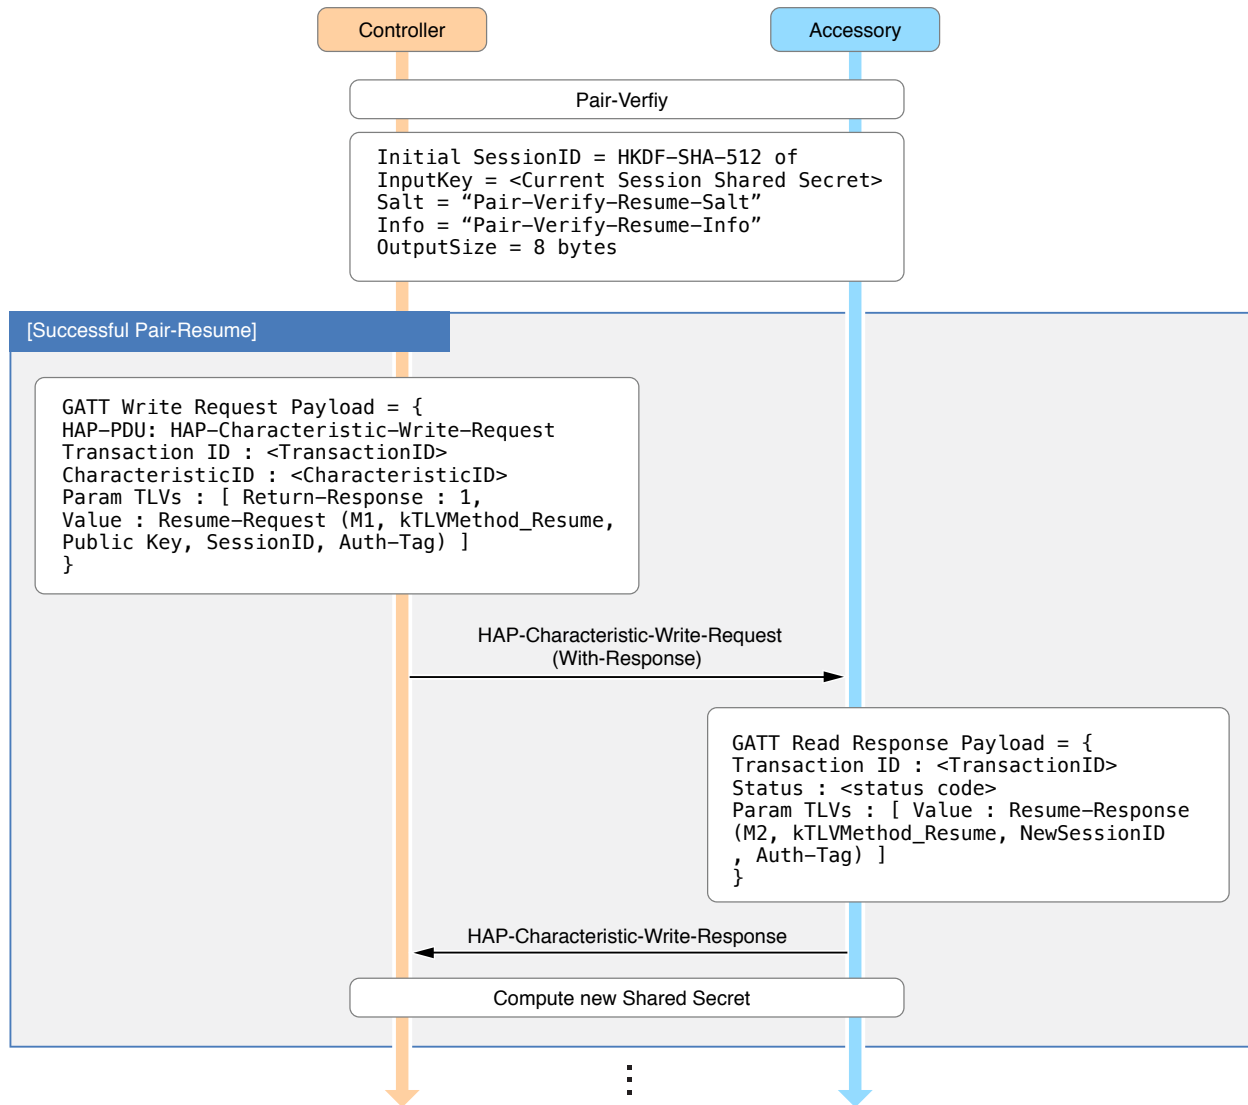 Controller
Accessory
Pair-Verfiy
Initial SessionID = HKDF-SHA-512 of
InputKey = <Current Session Shared Secret>
Salt = “Pair-Verify-Resume-Salt”
Info = “Pair-Verify-Resume-Info”
OutputSize = 8 bytes
[Successful Pair-Resume]
GATT Write Request Payload = {
HAP-PDU: HAP-Characteristic-Write-Request
Transaction ID : <TransactionID>
CharacteristicID : <CharacteristicID>
Param TLVs : [ Return-Response : 1,
Value : Resume-Request (M1, kTLVMethod_Resume,
Public Key, SessionID, Auth-Tag) ]
}
HAP-Characteristic-Write-Request
(With-Response)
GATT Read Response Payload = {
Transaction ID : <TransactionID>
Status : <status code>
Param TLVs : [ Value : Resume-Response
(M2, kTLVMethod_Resume, NewSessionID
, Auth-Tag) ]
}
HAP-Characteristic-Write-Response
Compute new Shared Secret